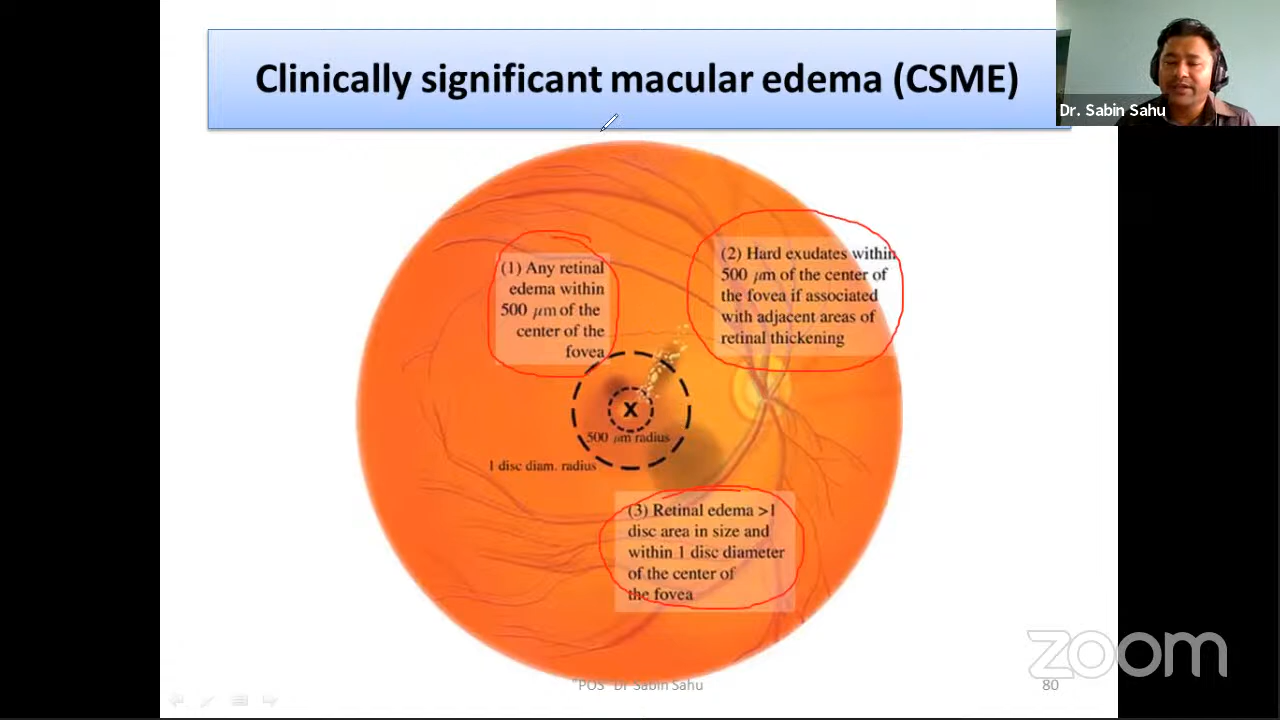 Clinically significant macular edema (CSME)
Dr. Sabin Sahu
(1) Any retinal
edema within
500 μm of the
center of the
fovea
(2) Hard exudates within
500 μm of the center of
the fovea if associated
with adjacent areas of
retinal thickening
X
500 μm radius
1 disc diam. radius
(3) Retinal edema >1
disc area in size and
within 1 disc diameter
of the center of
the fovea
zoom
"POS" Dr Sabin Sahu
80